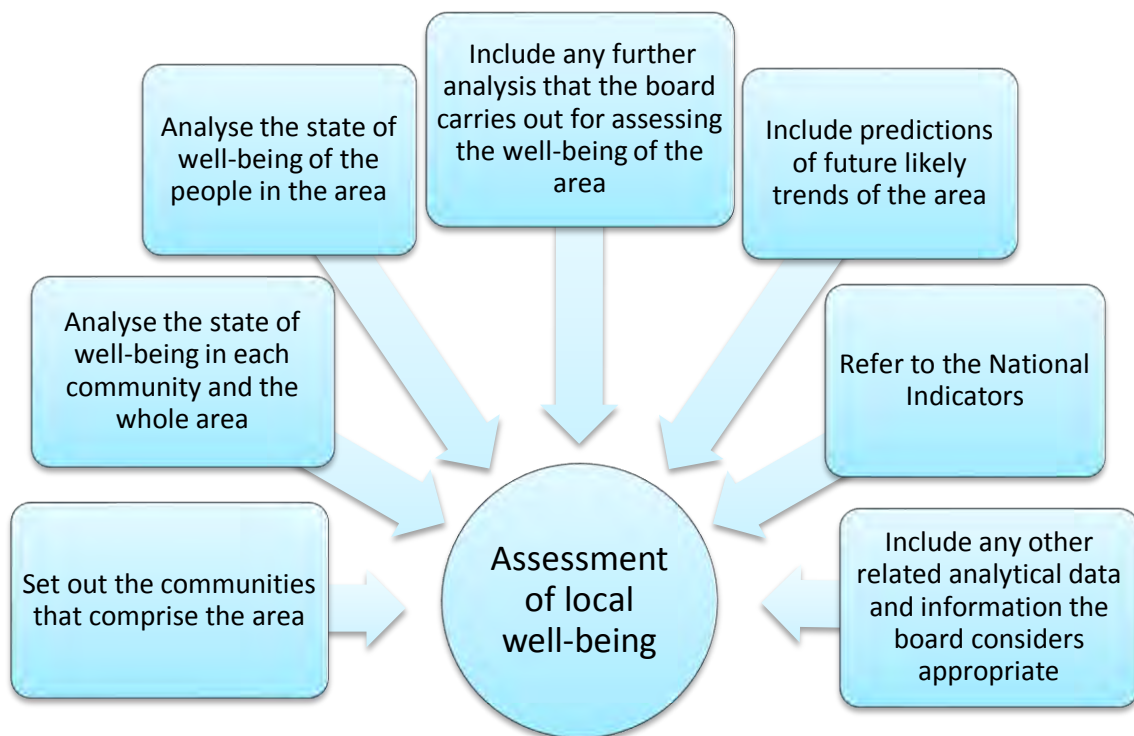 Include any further
analysis that the board
carries out for assessing
the well-being of the
area
Analyse the state of
well-being of the
people in the area
Include predictions
of future likely
trends of the area
Analyse the state of
well-being in each
community and the
whole area
Refer to the National
Indicators
Set out the communities
that comprise the area
Assessment
of local
well-being
Include any other
related analytical data
and information the
board considers
appropriate